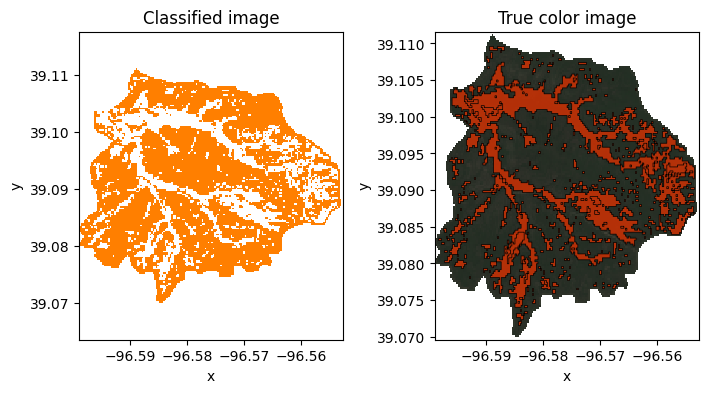 Classified image
39.11
39.10
39.09
39.08
39.07
y
−96.59 −96.58 −96.57 −96.56
x
True color image
39.110
39.105
39.100
39.095
39.090
39.085
39.080
39.075
39.070
y
−96.59 −96.58 −96.57 −96.56
x